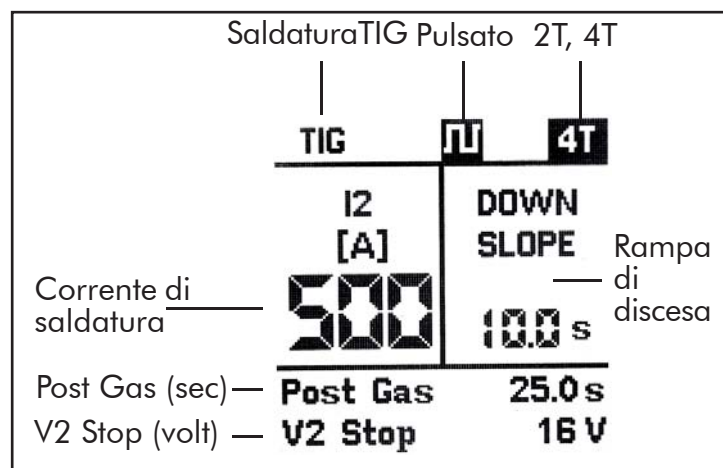 SaldaturaTIG Pulsato 2T, 4T
TIG 4T
I2
[A]
500
DOWN
SLOPE
10.0 s
Rampa
di
discesa
Corrente di
saldatura
Post Gas (sec) Post Gas 25.0 s
V2 Stop (volt) V2 Stop 16 V